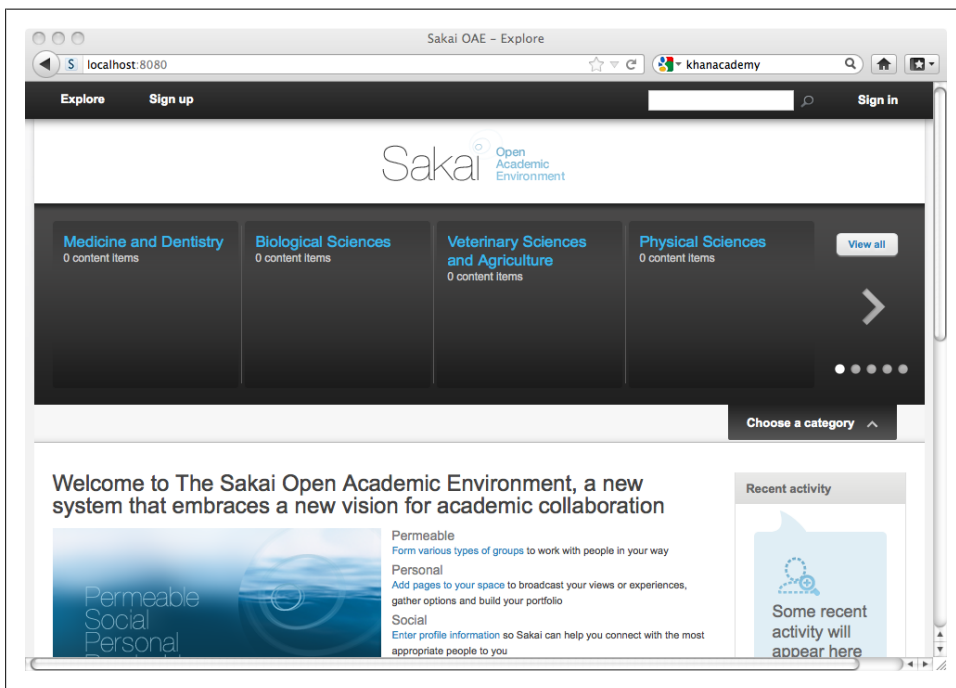 Sakai OAE – Explore
S localhost:8080
khanacademy
Explore Sign up Sign in
Sakai Open
Academic
Environment
Medicine and Dentistry Biological Sciences Veterinary Sciences Physical Sciences View all
0 content items 0 content items and Agriculture 0 content items
0 content items
Choose a category
Welcome to The Sakai Open Academic Environment, a new
system that embraces a new vision for academic collaboration
Recent activity
Permeable
Form various types of groups to work with people in your way
Personal
Add pages to your space to broadcast your views or experiences,
gather options and build your portfolio
Social
Enter profile information so Sakai can help you connect with the most
appropriate people to you
Permeable
Social
Personal
Some recent
activity will
appear here